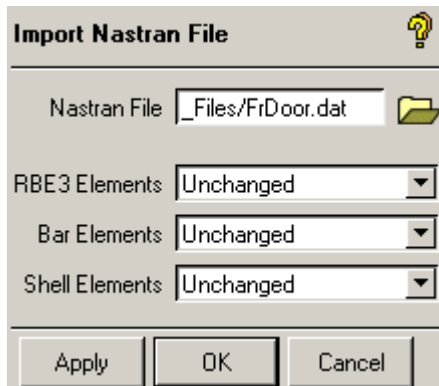 Import Nastran File
Nastran File _Files/FrDoor.dat
RBE3 Elements Unchanged
Bar Elements Unchanged
Shell Elements Unchanged
Apply OK Cancel